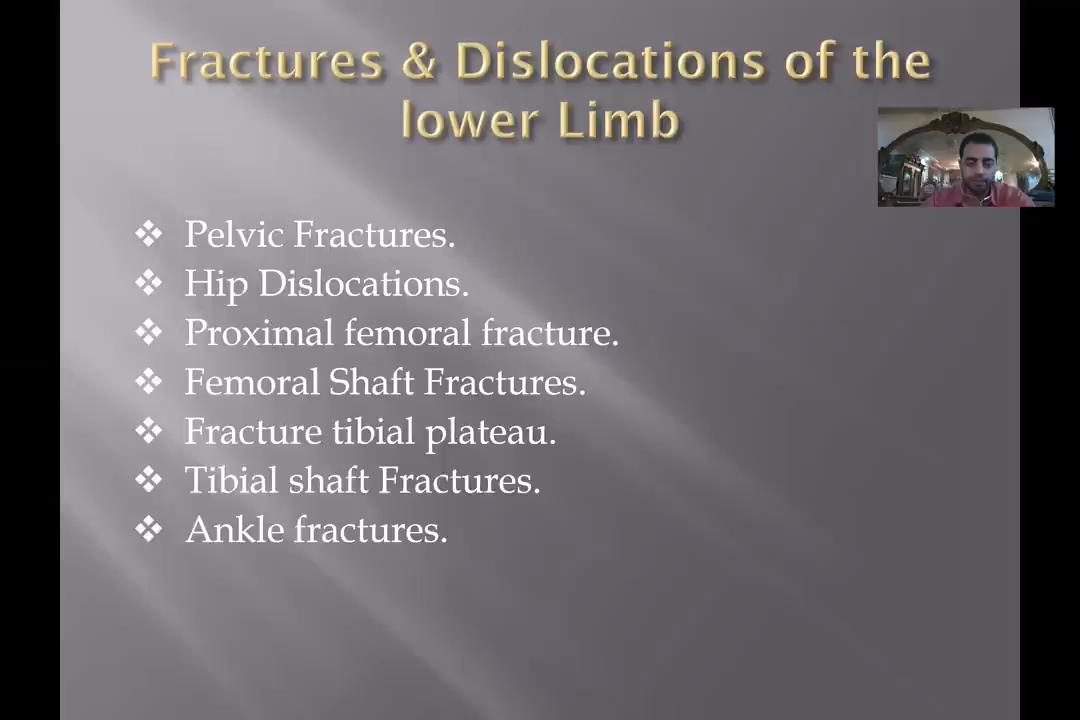 Fractures & Dislocations of the
lower Limb
❖ Pelvic Fractures.
❖ Hip Dislocations.
❖ Proximal femoral fracture.
❖ Femoral Shaft Fractures.
❖ Fracture tibial plateau.
❖ Tibial shaft Fractures.
❖ Ankle fractures.